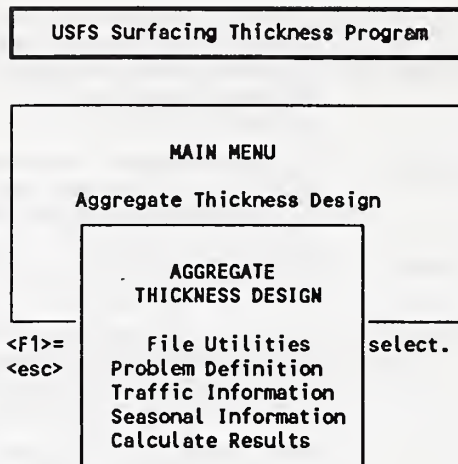 USFS Surfacing Thickness Program
MAIN MENU
Aggregate Thickness Design
AGGREGATE
THICKNESS DESIGN
<F1>= File Utilities select.
<esc> Problem Definition
Traffic Information
Seasonal Information
Calculate Results